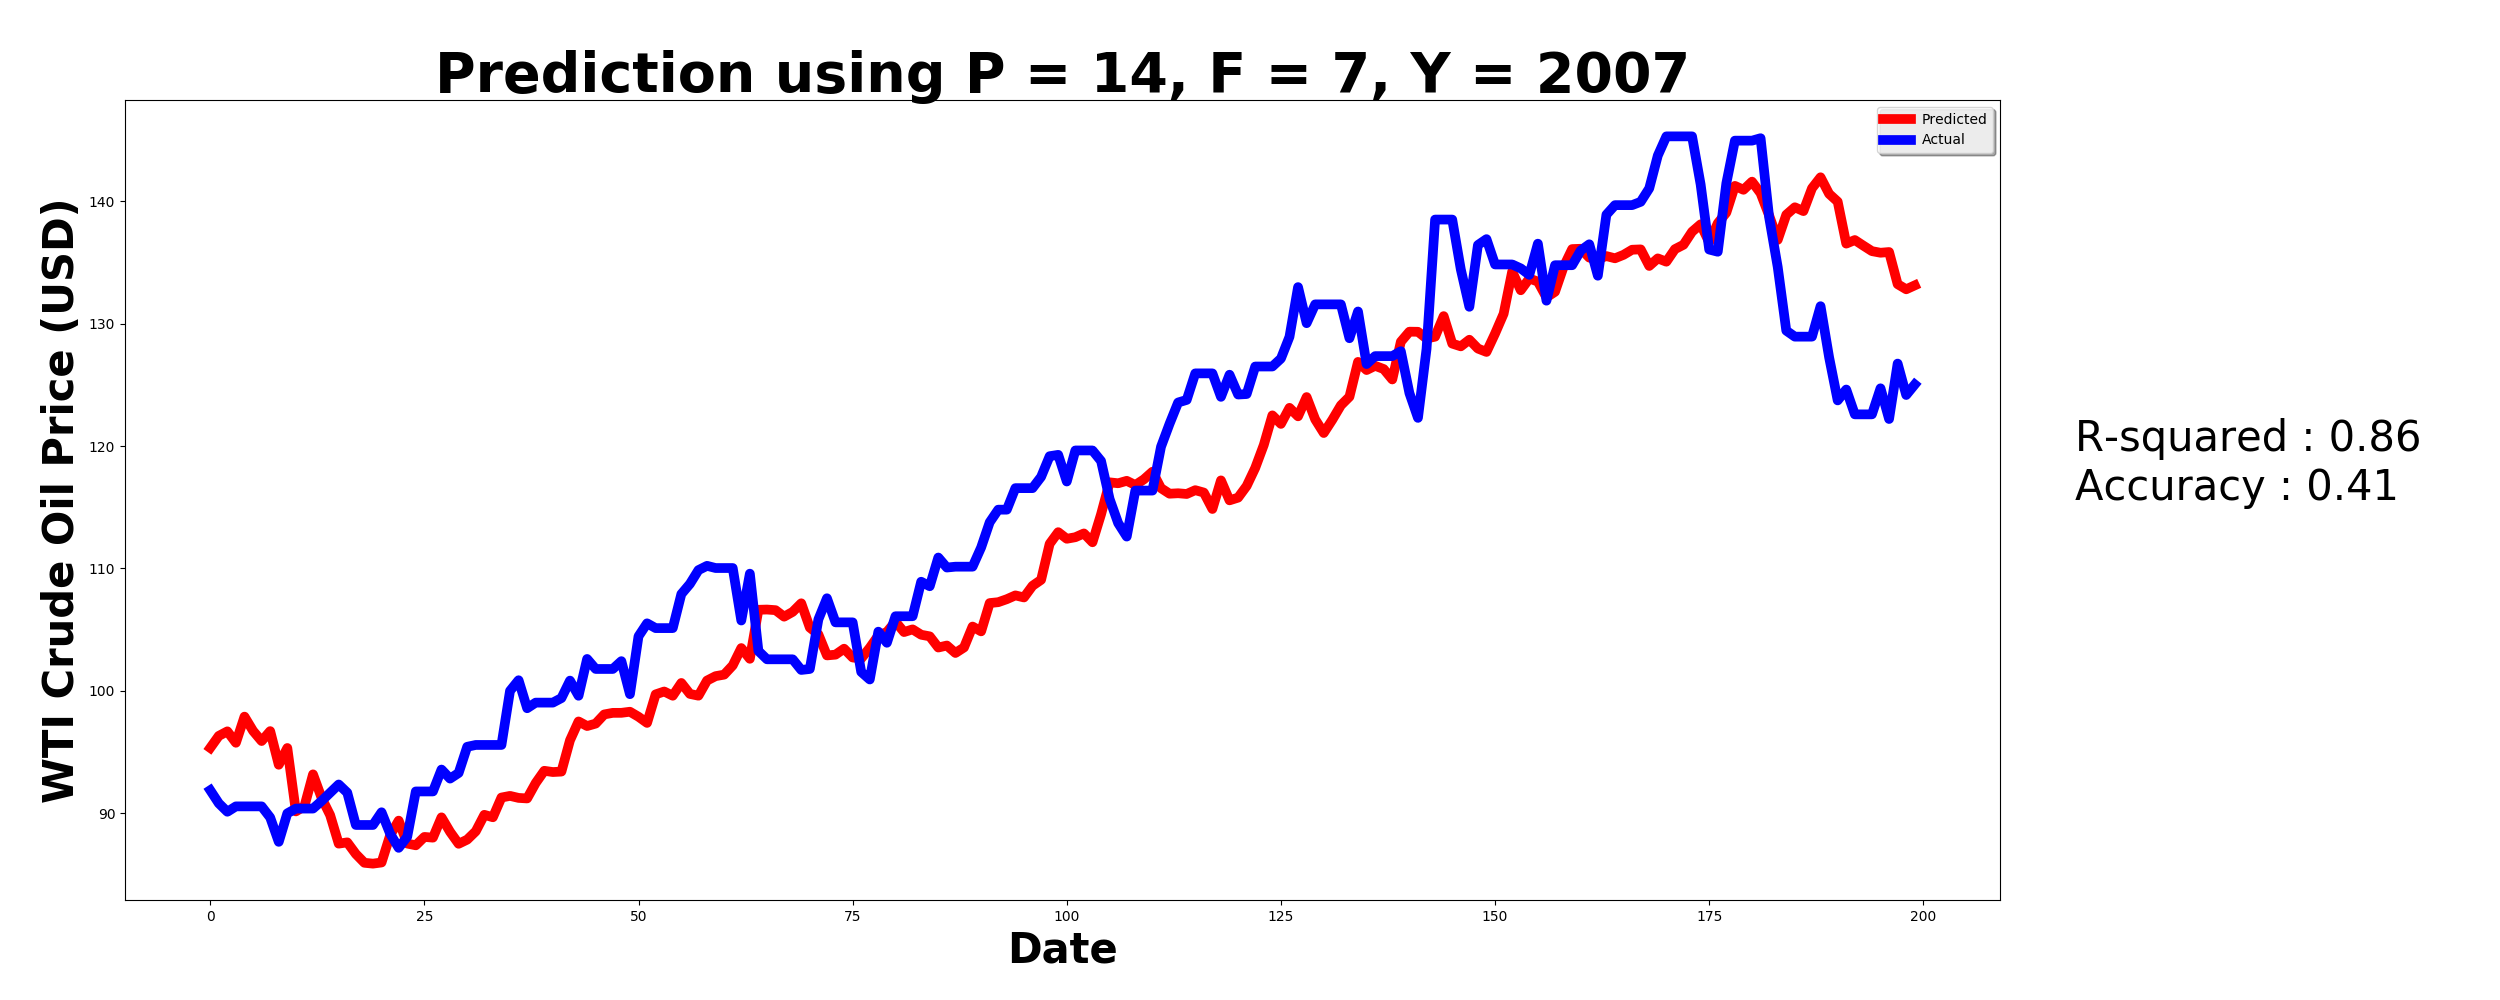 Prediction using P = 14, F = 7, Y = 2007
Predicted
Actual
WTI Crude Oil Price (USD)
140
130
120
110
100
90
0 25 50 75 100 125 150 175 200
Date
R-squared : 0.86
Accuracy : 0.41